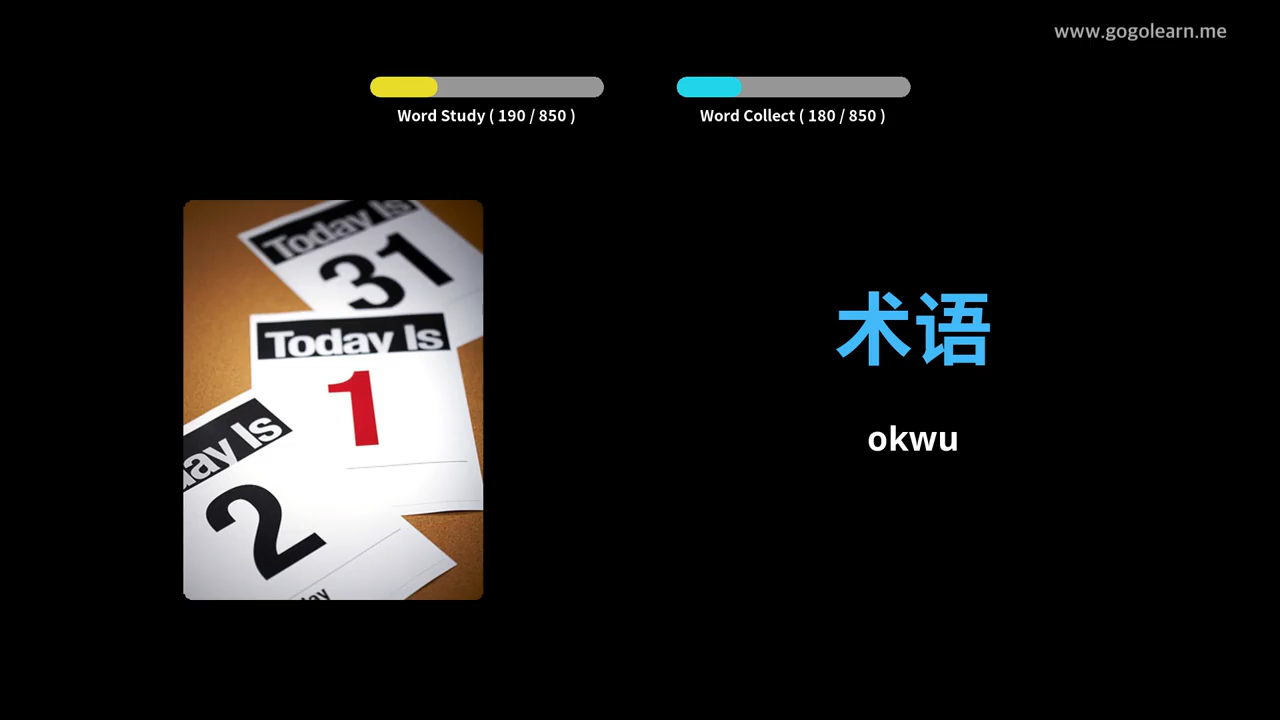 www.gogolearn.me
Word Study ( 190 / 850 )
Word Collect ( 180 / 850 )
Today Is
31
Today Is
1
day Is
2
术语
okwu